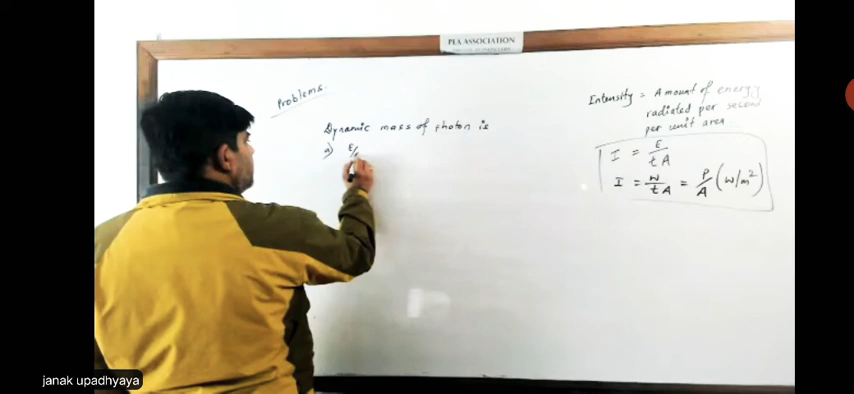 PEA ASSOCIATION
Problems.
Dynamic mass of photon is
a) E/
Intensity = Amount of energy
radiated per second
per unit area.
I = E/tA
I = W/tA = P/A (W/m²)
janak upadhyaya